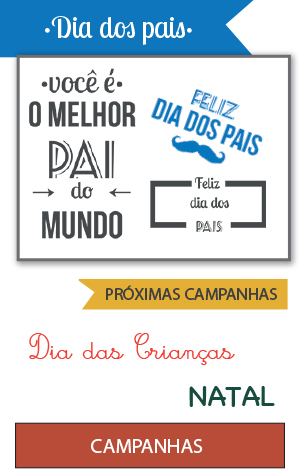 •Dia dos pais•
•você é
O MELHOR
PAI
do
MUNDO
FELIZ
DIA DOS PAIS
Feliz
dia dos
PAIS
PRÓXIMAS CAMPANHAS
Dia das Crianças
NATAL
CAMPANHAS